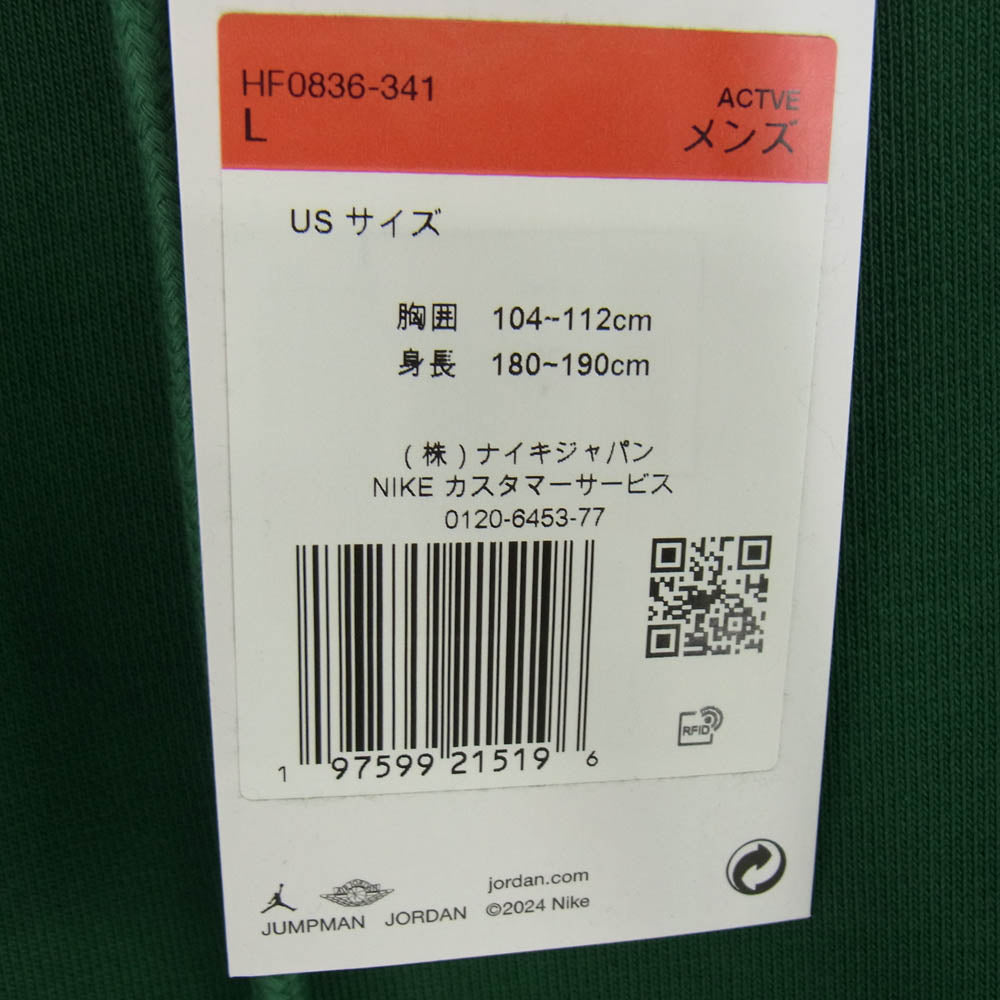 HF0836-341
L
ACTVE
メンズ
US サイズ
胸囲 104~112cm
身長 180~190cm
(株)ナイキジャパン
NIKE カスタマーサービス
0120-6453-77
1 97599 21519 6
RFID
JUMPMAN JORDAN
jordan.com
©2024 Nike